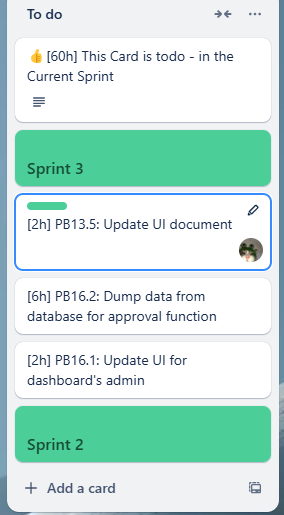 To do
👍[60h] This Card is todo - in the
Current Sprint
Sprint 3
[2h] PB13.5: Update UI document
[6h] PB16.2: Dump data from
database for approval function
[2h] PB16.1: Update UI for
dashboard's admin
Sprint 2
Add a card